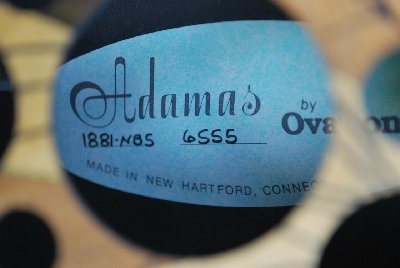 Adamas
by
Ovation
1881-NBS 6555
MADE IN NEW HARTFORD, CONNEC